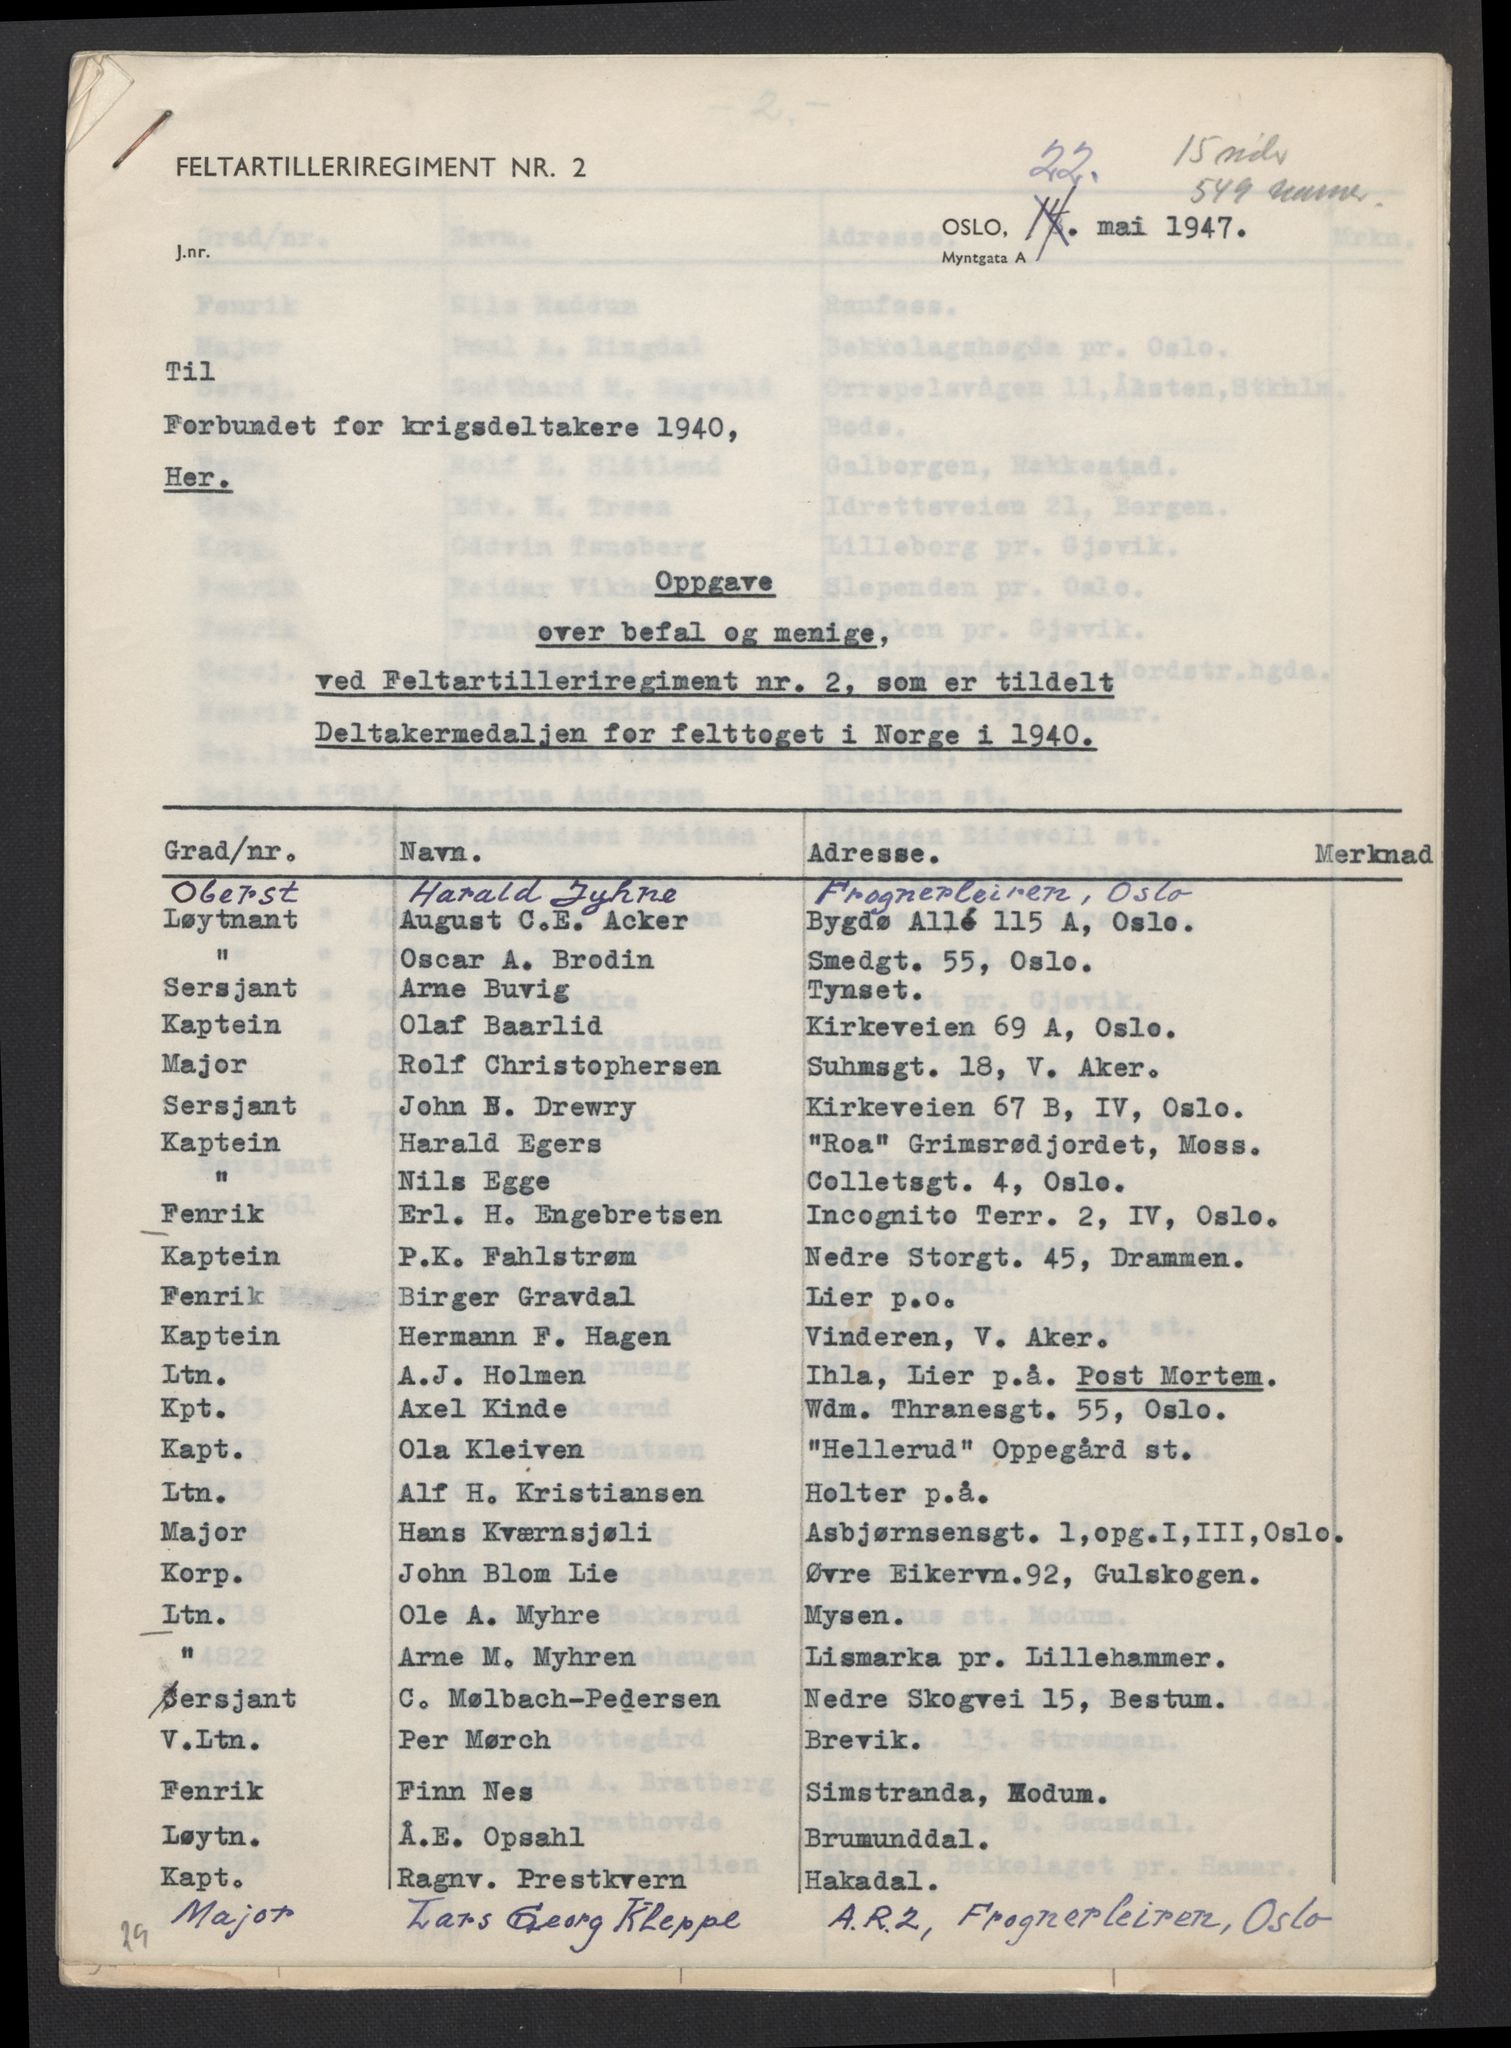 FELTARTILLERIREGIMENT NR. 2
22.
15 sider
549 navne.
OSLO, mai 1947.
J.nr.
Myntgata A
Til
Forbundet for krigsdeltakere 1940,
Her.
Oppgave
over befal og menige,
ved Feltartilleriregiment nr. 2, som er tildelt
Deltakermedaljen for felttoget i Norge i 1940.
Grad/nr. Navn. Adresse. Merknad
Oberst Harald Jyhne Frognerleiren, Oslo
Løytnant August C.E. Acker Bygdø Allé 115 A, Oslo.
" Oscar A. Brodin Smedgt. 55, Oslo.
Sersjant Arne Buvig Tynset.
Kaptein Olaf Baarlid Kirkeveien 69 A, Oslo.
Major Rolf Christophersen Suhmsgt. 18, V. Aker.
Sersjant John H. Drewry Kirkeveien 67 B, IV, Oslo.
Kaptein Harald Egers "Roa" Grimsrødjordet, Moss.
" Nils Egge Colletsgt. 4, Oslo.
Fenrik Erl. H. Engebretsen Incognito Terr. 2, IV, Oslo.
Kaptein P.K. Fahlstrøm Nedre Storgt. 45, Drammen.
Fenrik Birger Gravdal Lier p.o.
Kaptein Hermann F. Hagen Vinderen, V. Aker.
Ltn. A.J. Holmen Ihla, Lier p.å. Post Mortem.
Kpt. Axel Kinde Wdm. Thranesgt. 55, Oslo.
Kapt. Ola Kleiven "Hellerud" Oppegård st.
Ltn. Alf H. Kristiansen Holter p.å.
Major Hans Kværnsjøli Asbjørnsensgt. 1,opg.I,III,Oslo.
Korp. John Blom Lie Øvre Eikervn.92, Gulskogen.
Ltn. Ole A. Myhre Mysen.
" Arne M. Myhren Lismarka pr. Lillehammer.
Sersjant C. Mølbach-Pedersen Nedre Skogvei 15, Bestum.
V.Ltn. Per Mørch Brevik.
Fenrik Finn Nes Simstranda, Modum.
Løytn. Å.E. Opsahl Brumunddal.
Kapt. Ragnv. Prestkvern Hakadal.
Major Lars Georg Kleppe A.R.2, Frognerleiren, Oslo
29